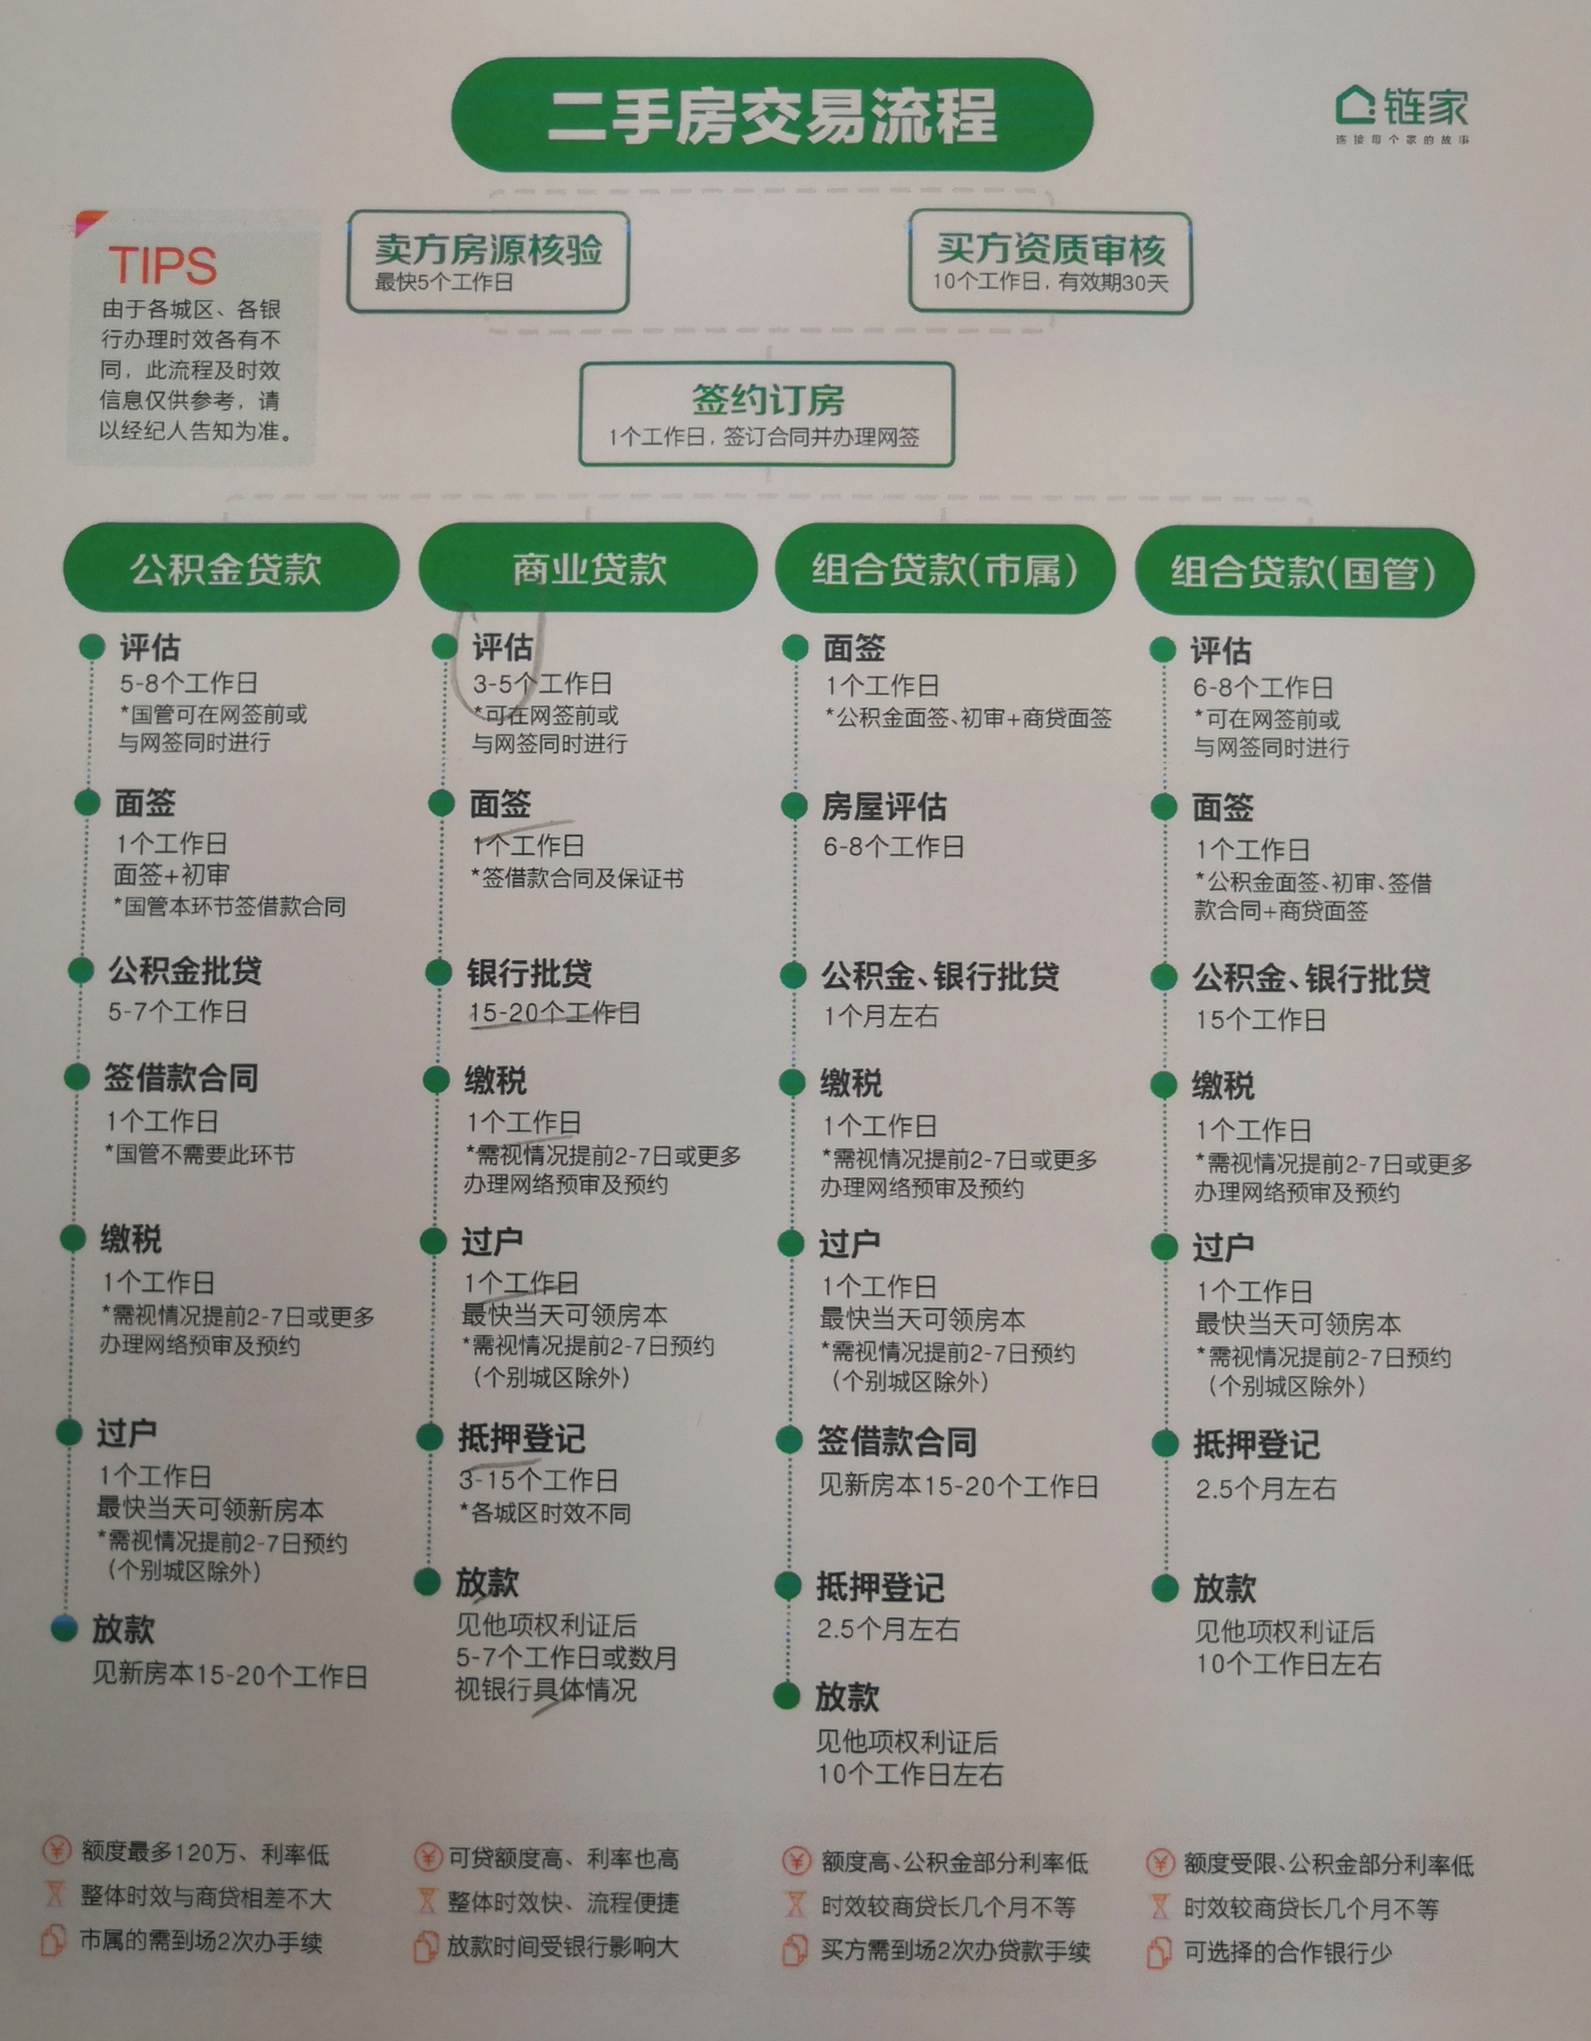 二手房交易流程
链家
连接每个家的故事
TIPS
由于各城区、各银
行办理时效各有不
同，此流程及时效
信息仅供参考，请
以经纪人告知为准。
卖方房源核验
最快5个工作日
买方资质审核
10个工作日，有效期30天
签约订房
1个工作日，签订合同并办理网签
公积金贷款
评估
5-8个工作日
*国管可在网签前或
与网签同时进行
面签
1个工作日
面签+初审
*国管本环节签借款合同
公积金批贷
5-7个工作日
签借款合同
1个工作日
*国管不需要此环节
缴税
1个工作日
*需视情况提前2-7日或更多
办理网络预审及预约
过户
1个工作日
最快当天可领新房本
*需视情况提前2-7日预约
（个别城区除外）
放款
见新房本15-20个工作日
额度最多120万、利率低
整体时效与商贷相差不大
市属的需到场2次办手续
商业贷款
评估
3-5个工作日
*可在网签前或
与网签同时进行
面签
1个工作日
*签借款合同及保证书
银行批贷
15-20个工作日
缴税
1个工作日
*需视情况提前2-7日或更多
办理网络预审及预约
过户
1个工作日
最快当天可领房本
*需视情况提前2-7日预约
（个别城区除外）
抵押登记
3-15个工作日
*各城区时效不同
放款
见他项权利证后
5-7个工作日或数月
视银行具体情况
可贷额度高、利率也高
整体时效快、流程便捷
放款时间受银行影响大
组合贷款（市属）
面签
1个工作日
*公积金面签、初审+商贷面签
房屋评估
6-8个工作日
公积金、银行批贷
1个月左右
缴税
1个工作日
*需视情况提前2-7日或更多
办理网络预审及预约
过户
1个工作日
最快当天可领房本
*需视情况提前2-7日预约
（个别城区除外）
签借款合同
见新房本15-20个工作日
抵押登记
2.5个月左右
放款
见他项权利证后
10个工作日左右
额度高、公积金部分利率低
时效较商贷长几个月不等
买方需到场2次办贷款手续
组合贷款（国管）
评估
6-8个工作日
*可在网签前或
与网签同时进行
面签
1个工作日
*公积金面签、初审、签借
款合同+商贷面签
公积金、银行批贷
15个工作日
缴税
1个工作日
*需视情况提前2-7日或更多
办理网络预审及预约
过户
1个工作日
最快当天可领房本
*需视情况提前2-7日预约
（个别城区除外）
抵押登记
2.5个月左右
放款
见他项权利证后
10个工作日左右
额度受限、公积金部分利率低
时效较商贷长几个月不等
可选择的合作银行少